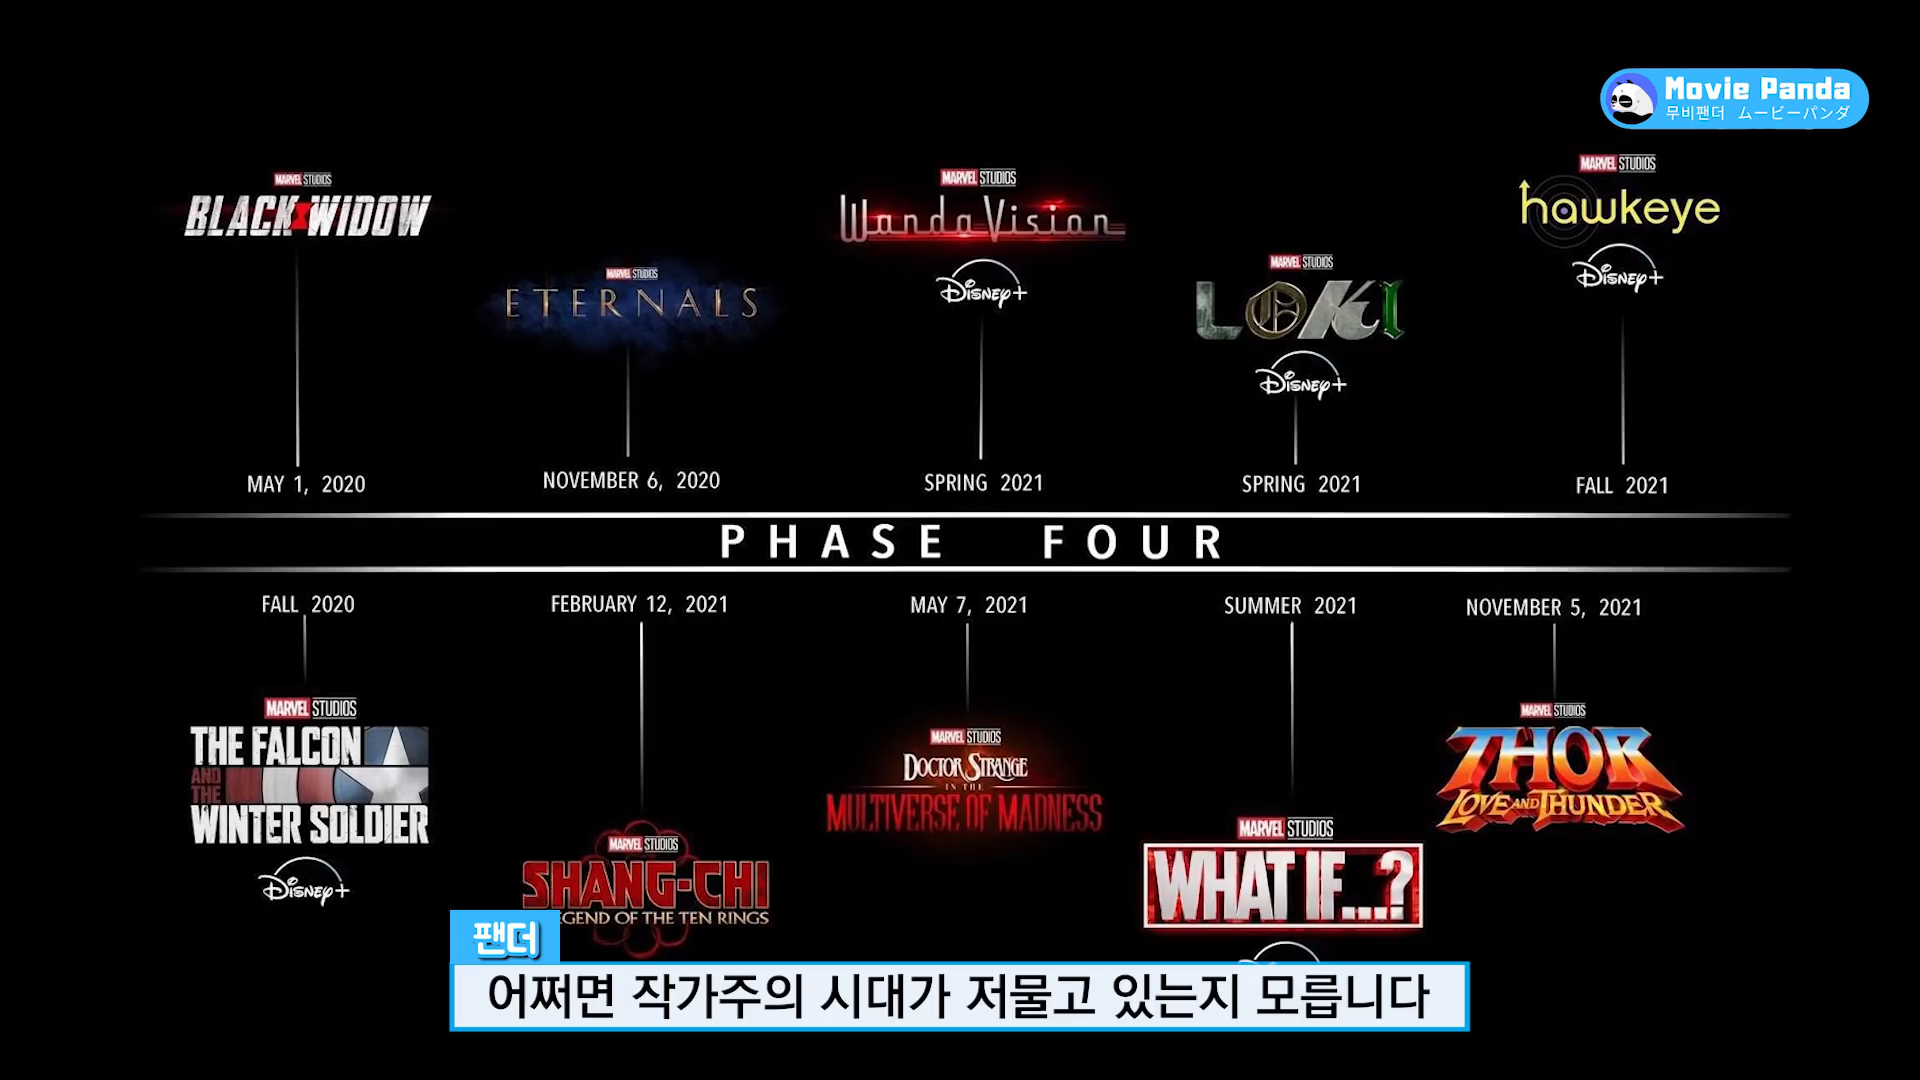 Movie Panda
무비팬더 ムービーパンダ
MARVEL STUDIOS
BLACK WIDOW
MARVEL STUDIOS
ETERNALS
MARVEL STUDIOS
WandaVision
Disney+
MARVEL STUDIOS
LOKI
Disney+
MARVEL STUDIOS
hawkeye
Disney+
MAY 1, 2020
NOVEMBER 6, 2020
SPRING 2021
SPRING 2021
FALL 2021
PHASE FOUR
FALL 2020
FEBRUARY 12, 2021
MAY 7, 2021
SUMMER 2021
NOVEMBER 5, 2021
MARVEL STUDIOS
THE FALCON
AND THE
WINTER SOLDIER
Disney+
MARVEL STUDIOS
SHANG-CHI
EGEND OF THE TEN RINGS
MARVEL STUDIOS
DOCTOR STRANGE
IN THE
MULTIVERSE OF MADNESS
MARVEL STUDIOS
WHAT IF...?
MARVEL STUDIOS
THOR
LOVE AND THUNDER
팬더
어쩌면 작가주의 시대가 저물고 있는지 모릅니다